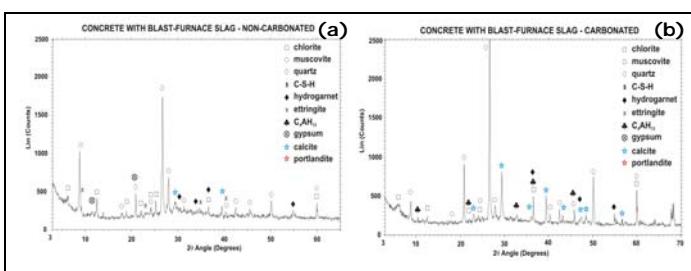 CONCRETE WITH BLAST-FURNACE SLAG - NON-CARBONATED (a)
2500
2000
1500
1000
500
0
Lin (Counts)
chlorite
muscovite
quartz
C-S-H
hydrogarnet
ettringite
C₄AH₁₃
gypsum
calcite
portlandite
3 10 20 30 40 50 60
2θ Angle (Degrees)
CONCRETE WITH BLAST-FURNACE SLAG - CARBONATED (b)
2500
2000
1500
1000
500
0
Lin (Counts)
chlorite
muscovite
quartz
C-S-H
hydrogarnet
ettringite
C₄AH₁₃
gypsum
calcite
portlandite
3 10 20 30 40 50 60 70
2θ Angle (Degrees)